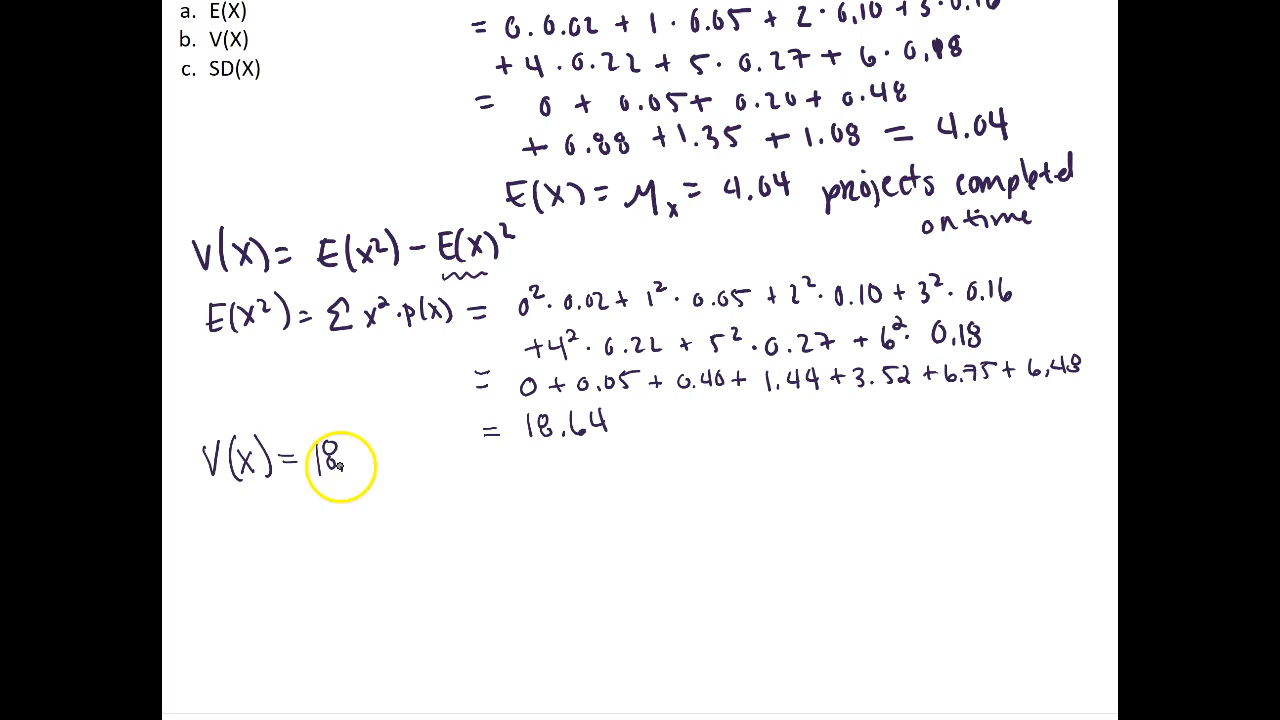 a. E(X)
b. V(X)
c. SD(X)
= 0·0.02 + 1·0.05 + 2·0.10 + 3·0.16
+ 4·0.22 + 5·0.27 + 6·0.18
= 0 + 0.05 + 0.20 + 0.48
+ 0.88 + 1.35 + 1.08 = 4.04
E(X) = μₓ = 4.04 projects completed
on time
V(X) = E(x²) - E(x)²
E(X²) = Σ x²·p(x) = 0²·0.02 + 1²·0.05 + 2²·0.10 + 3²·0.16
+4²·0.22 + 5²·0.27 + 6²·0.18
= 0 + 0.05 + 0.40 + 1.44 + 3.52 + 6.75 + 6.48
= 18.64
V(X) = 18.